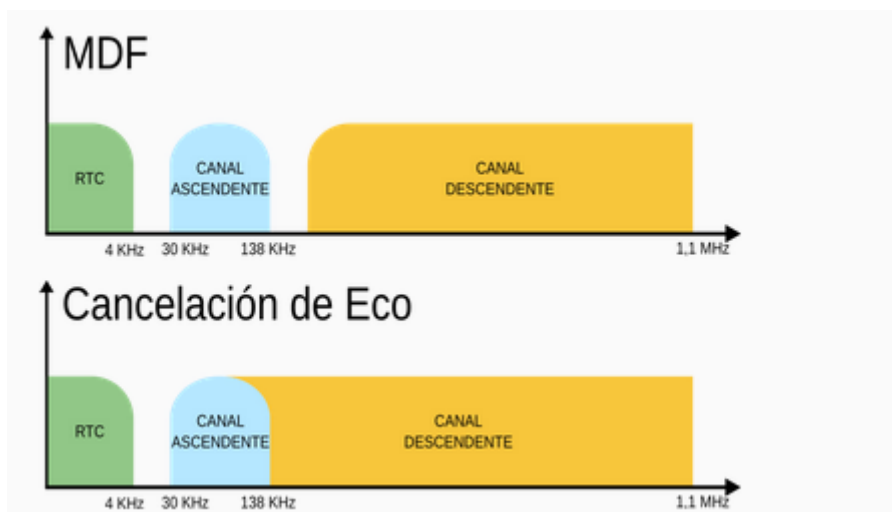 MDF
RTC
CANAL
ASCENDENTE
CANAL
DESCENDENTE
4 KHz
30 KHz
138 KHz
1,1 MHz
Cancelación de Eco
RTC
CANAL
ASCENDENTE
CANAL
DESCENDENTE
4 KHz
30 KHz
138 KHz
1,1 MHz